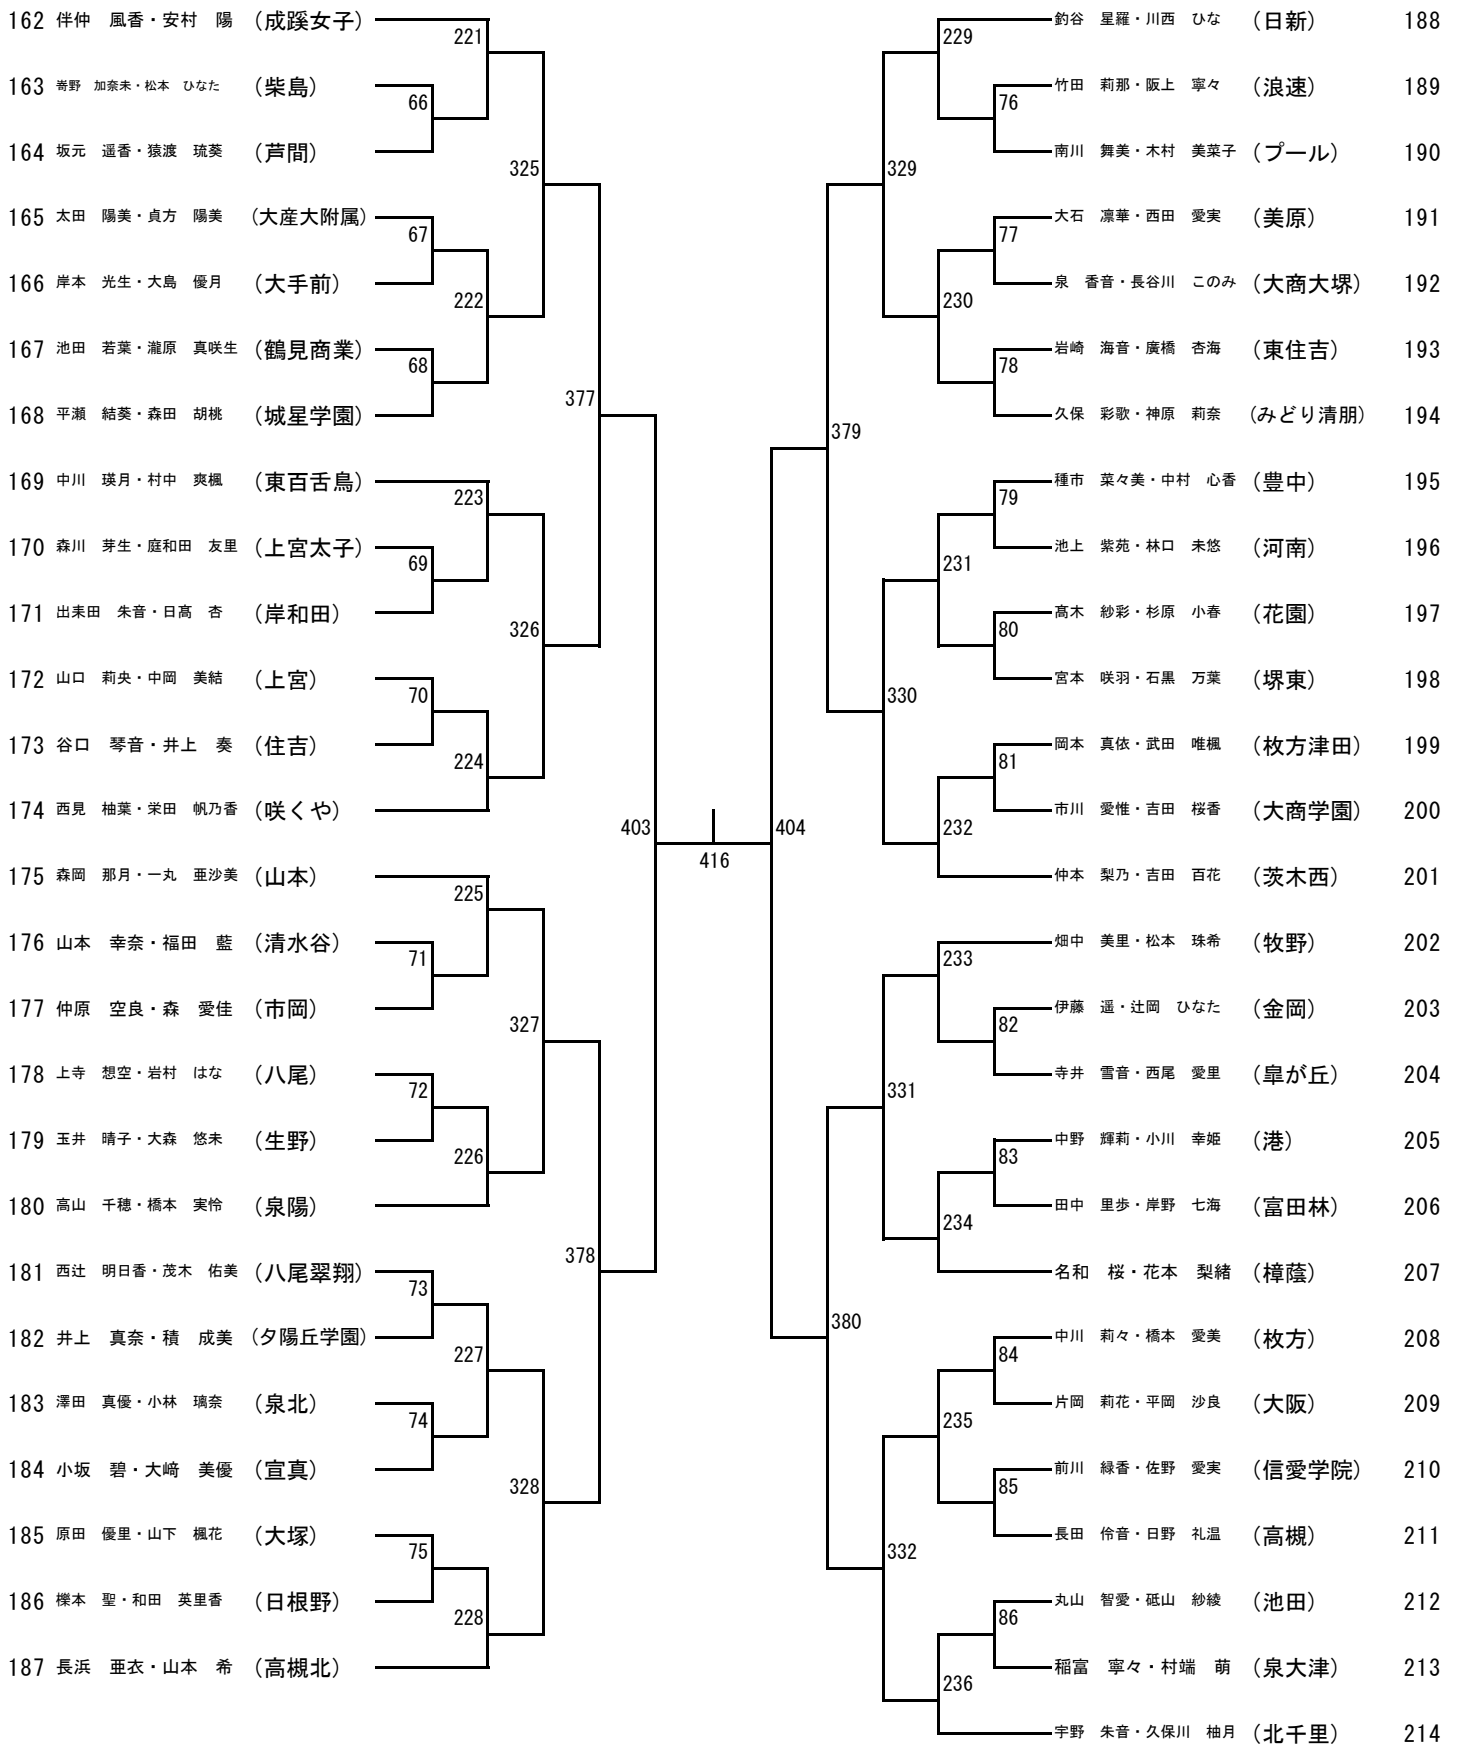 162 伴仲　風香・安村　陽　（成蹊女子）
221
163 嵜野　加奈未・松本　ひなた　（柴島）
66
164 坂元　遥香・猿渡　琉葵　（芦間）
325
165 太田　陽美・貞方　陽美　（大産大附属）
67
166 岸本　光生・大島　優月　（大手前）
222
167 池田　若葉・瀧原　真咲生　（鶴見商業）
68
168 平瀬　結葵・森田　胡桃　（城星学園）
377
169 中川　瑛月・村中　爽楓　（東百舌鳥）
223
170 森川　芽生・庭和田　友里　（上宮太子）
69
171 出耒田　朱音・日髙　杏　（岸和田）
326
172 山口　莉央・中岡　美結　（上宮）
70
173 谷口　琴音・井上　奏　（住吉）
224
174 西見　柚葉・栄田　帆乃香　（咲くや）
403
175 森岡　那月・一丸　亜沙美　（山本）
225
176 山本　幸奈・福田　藍　（清水谷）
71
177 仲原　空良・森　愛佳　（市岡）
327
178 上寺　想空・岩村　はな　（八尾）
72
179 玉井　晴子・大森　悠未　（生野）
226
180 高山　千穂・橋本　実怜　（泉陽）
378
181 西辻　明日香・茂木　佑美　（八尾翠翔）
73
182 井上　真奈・積　成美　（夕陽丘学園）
227
183 澤田　真優・小林　璃奈　（泉北）
74
184 小坂　碧・大﨑　美優　（宣真）
328
185 原田　優里・山下　楓花　（大塚）
75
186 櫟本　聖・和田　英里香　（日根野）
228
187 長浜　亜衣・山本　希　（高槻北）
416
釣谷　星羅・川西　ひな　（日新）　188
229
竹田　莉那・阪上　寧々　（浪速）　189
76
南川　舞美・木村　美菜子　（プール）　190
329
大石　凛華・西田　愛実　（美原）　191
77
泉　香音・長谷川　このみ　（大商大堺）　192
230
岩崎　海音・廣橋　杏海　（東住吉）　193
78
久保　彩歌・神原　莉奈　（みどり清朋）　194
379
種市　菜々美・中村　心香　（豊中）　195
79
池上　紫苑・林口　未悠　（河南）　196
231
髙木　紗彩・杉原　小春　（花園）　197
80
宮本　咲羽・石黒　万葉　（堺東）　198
330
岡本　真依・武田　唯楓　（枚方津田）　199
81
市川　愛惟・吉田　桜香　（大商学園）　200
404
232
仲本　梨乃・吉田　百花　（茨木西）　201
畑中　美里・松本　珠希　（牧野）　202
233
伊藤　遥・辻岡　ひなた　（金岡）　203
82
寺井　雪音・西尾　愛里　（皐が丘）　204
331
中野　輝莉・小川　幸姫　（港）　205
83
田中　里歩・岸野　七海　（富田林）　206
234
名和　桜・花本　梨緒　（樟蔭）　207
380
中川　莉々・橋本　愛美　（枚方）　208
84
片岡　莉花・平岡　沙良　（大阪）　209
235
前川　緑香・佐野　愛実　（信愛学院）　210
85
長田　伶音・日野　礼温　（高槻）　211
332
丸山　智愛・砥山　紗綾　（池田）　212
86
稲富　寧々・村端　萌　（泉大津）　213
236
宇野　朱音・久保川　柚月　（北千里）　214